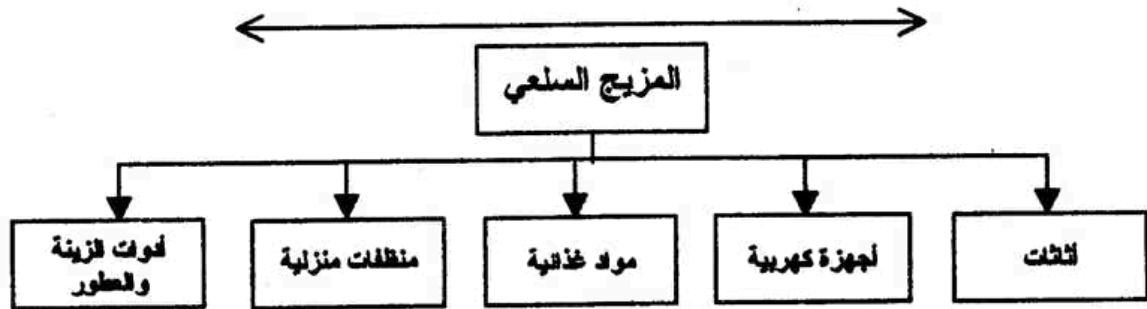 المزيج السلعي
أثاثات
أجهزة كهربية
مواد غذائية
منظفات منزلية
أدوات الزينة
والعطور